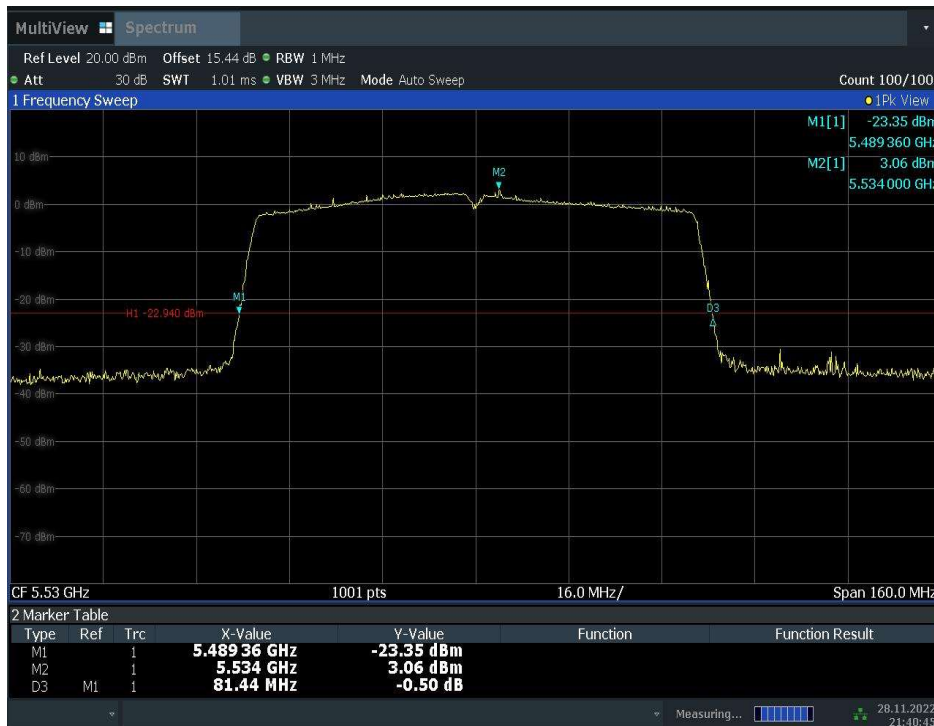 MultiView Spectrum
Ref Level 20.00 dBm Offset 15.44 dB RBW 1 MHz
Att 30 dB SWT 1.01 ms VBW 3 MHz Mode Auto Sweep Count 100/100
1 Frequency Sweep 1Pk View
M1[1] -23.35 dBm
5.489 360 GHz
M2[1] 3.06 dBm
5.534 000 GHz
10 dBm
M2
0 dBm
-10 dBm
-20 dBm
M1
H1 -22.940 dBm
D3
-30 dBm
-40 dBm
-50 dBm
-60 dBm
-70 dBm
CF 5.53 GHz 1001 pts 16.0 MHz/ Span 160.0 MHz
2 Marker Table
Type Ref Trc X-Value Y-Value Function Function Result
M1 1 5.489 36 GHz -23.35 dBm
M2 1 5.534 GHz 3.06 dBm
D3 M1 1 81.44 MHz -0.50 dB
Measuring... 28.11.2022
21:40:45